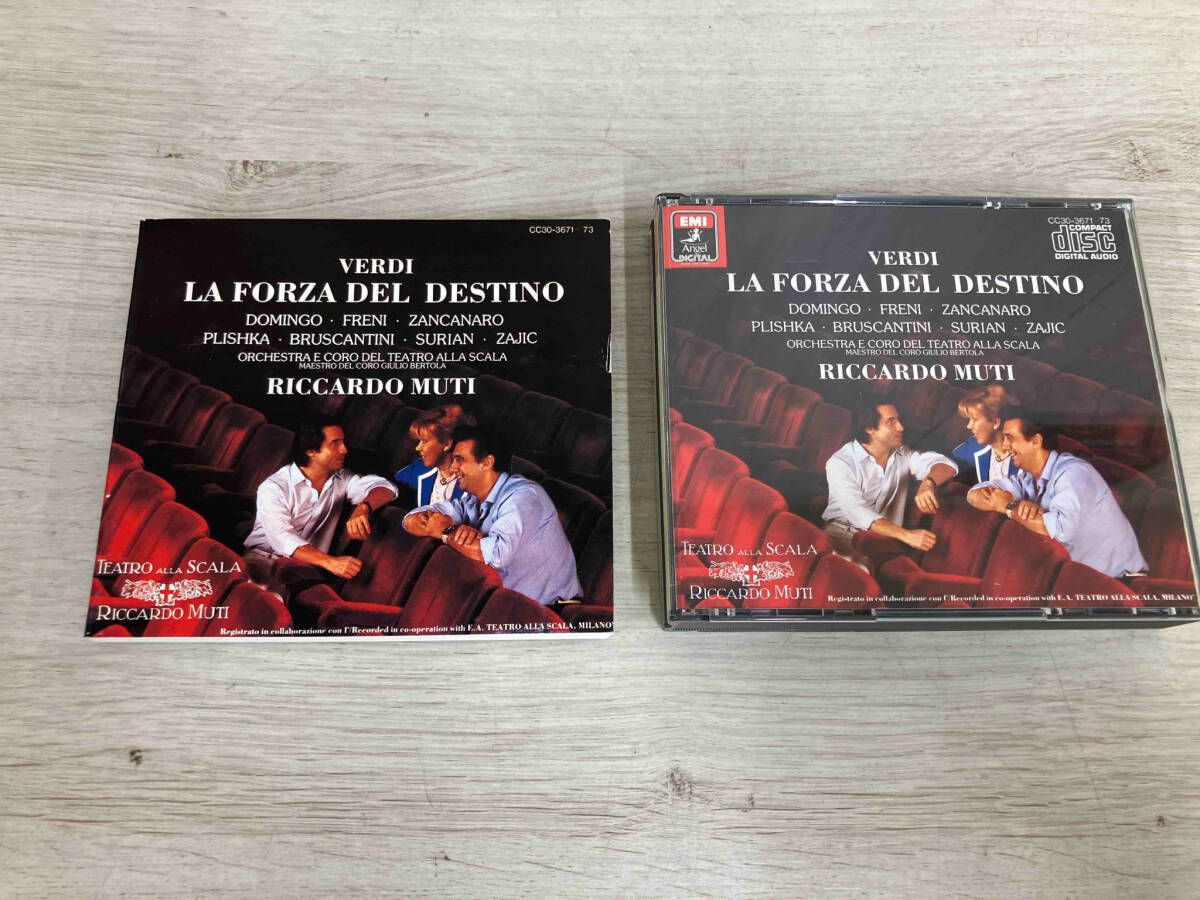 CC30-3671 73
VERDI
LA FORZA DEL DESTINO
DOMINGO · FRENI · ZANCANARO
PLISHKA · BRUSCANTINI · SURIAN · ZAJIC
ORCHESTRA E CORO DEL TEATRO ALLA SCALA
MAESTRO DEL CORO GIULIO BERTOLA
RICCARDO MUTI
TEATRO ALLA SCALA
RICCARDO MUTI
Registrato in collaborazione con l'/Recorded in co-operation with E.A. TEATRO ALLA SCALA, MILANO
EMI
Angel
DIGITAL
CC30-3671 73
COMPACT
disc
DIGITAL AUDIO
VERDI
LA FORZA DEL DESTINO
DOMINGO · FRENI · ZANCANARO
PLISHKA · BRUSCANTINI · SURIAN · ZAJIC
ORCHESTRA E CORO DEL TEATRO ALLA SCALA
MAESTRO DEL CORO GIULIO BERTOLA
RICCARDO MUTI
TEATRO ALLA SCALA
RICCARDO MUTI
Registrato in collaborazione con l'/Recorded in co-operation with E.A. TEATRO ALLA SCALA, MILANO